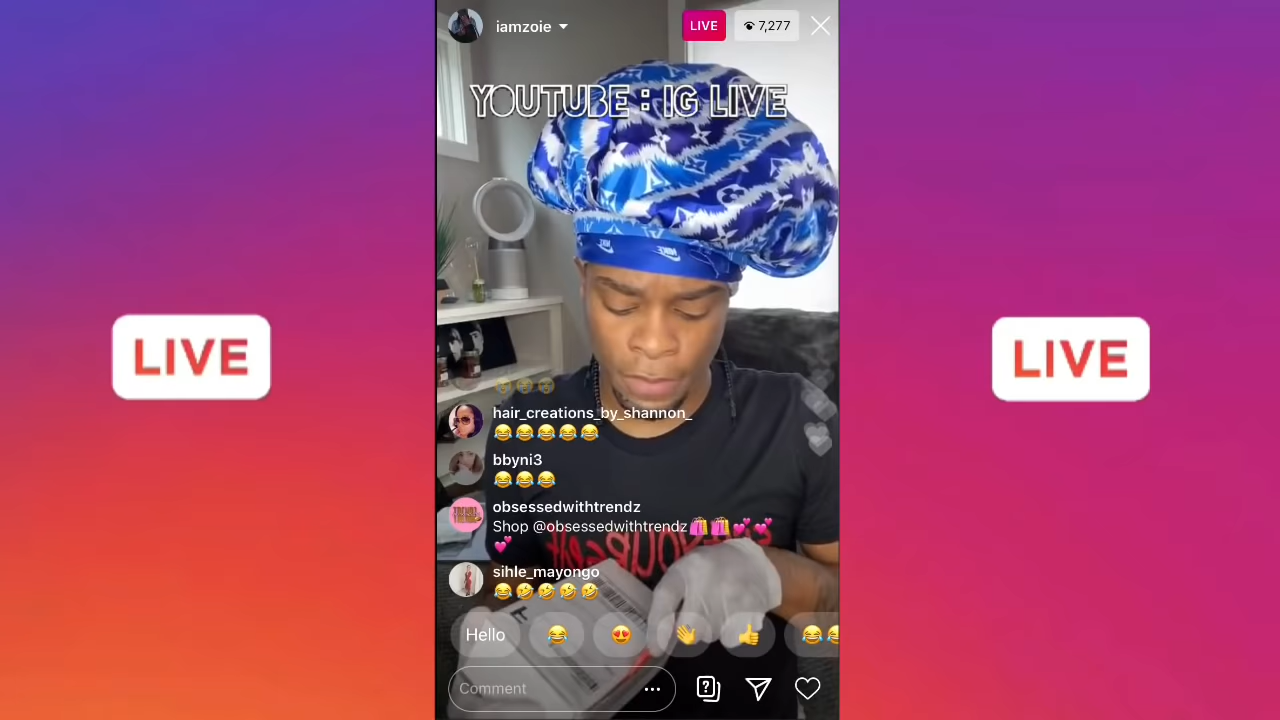 iamzoie
LIVE
7,277
YOUTUBE : IG LIVE
LIVE
LIVE
hair_creations_by_shannon_
😂😂😂😂😂
bbyni3
😂😂😂
obsessedwithtrendz
Shop @obsessedwithtrendz🛍️🛍️💕💕
💕
sihle_mayongo
😂🤣🤣🤣🤣
Hello
Comment